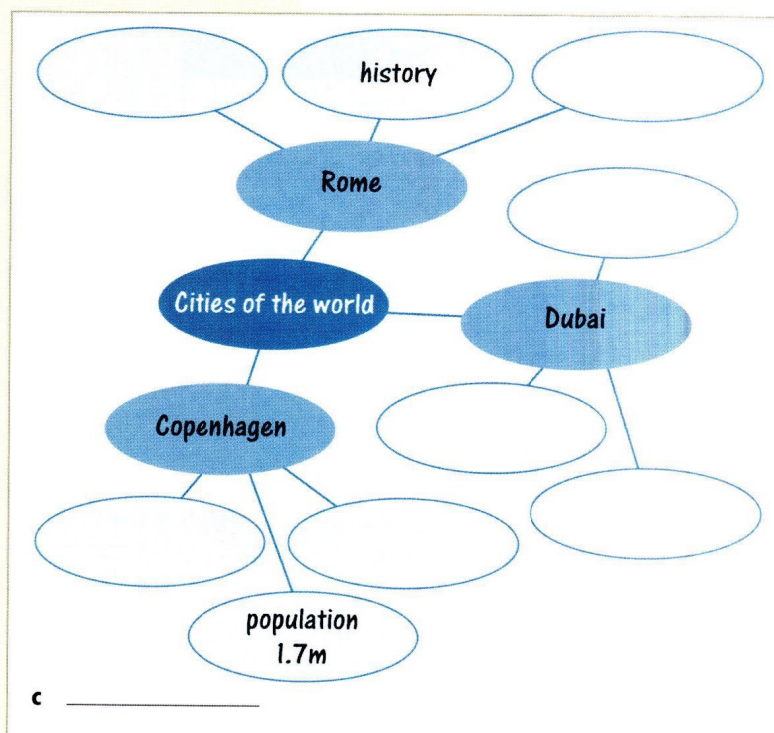 history
Rome
Cities of the world
Dubai
Copenhagen
population
1.7m
c